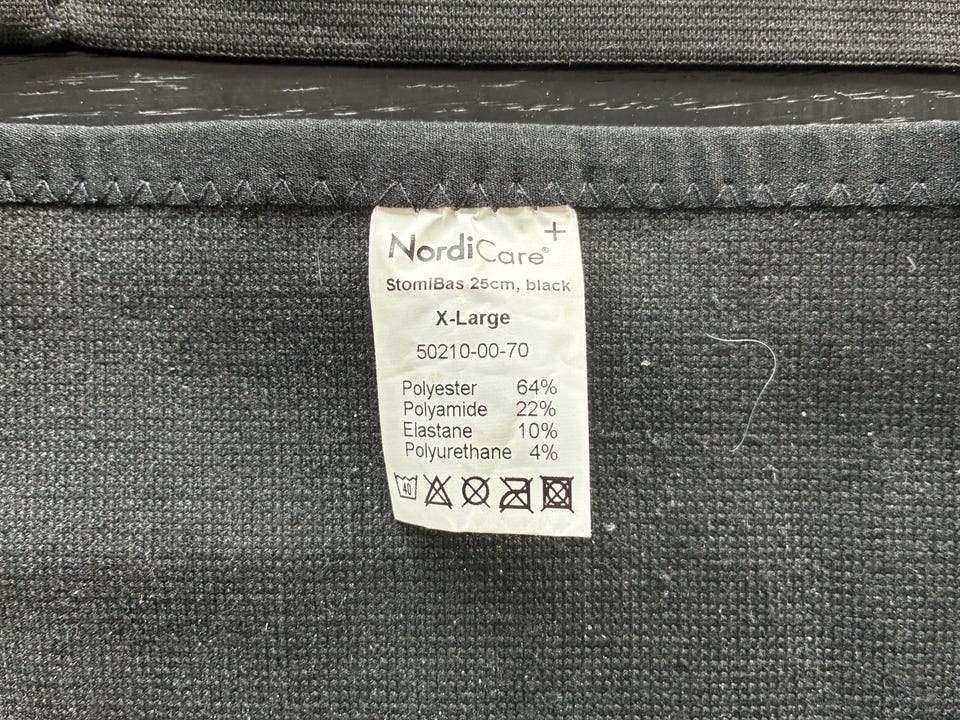 NordiCare® +
StomiBas 25cm, black
X-Large
50210-00-70
Polyester 64%
Polyamide 22%
Elastane 10%
Polyurethane 4%
40